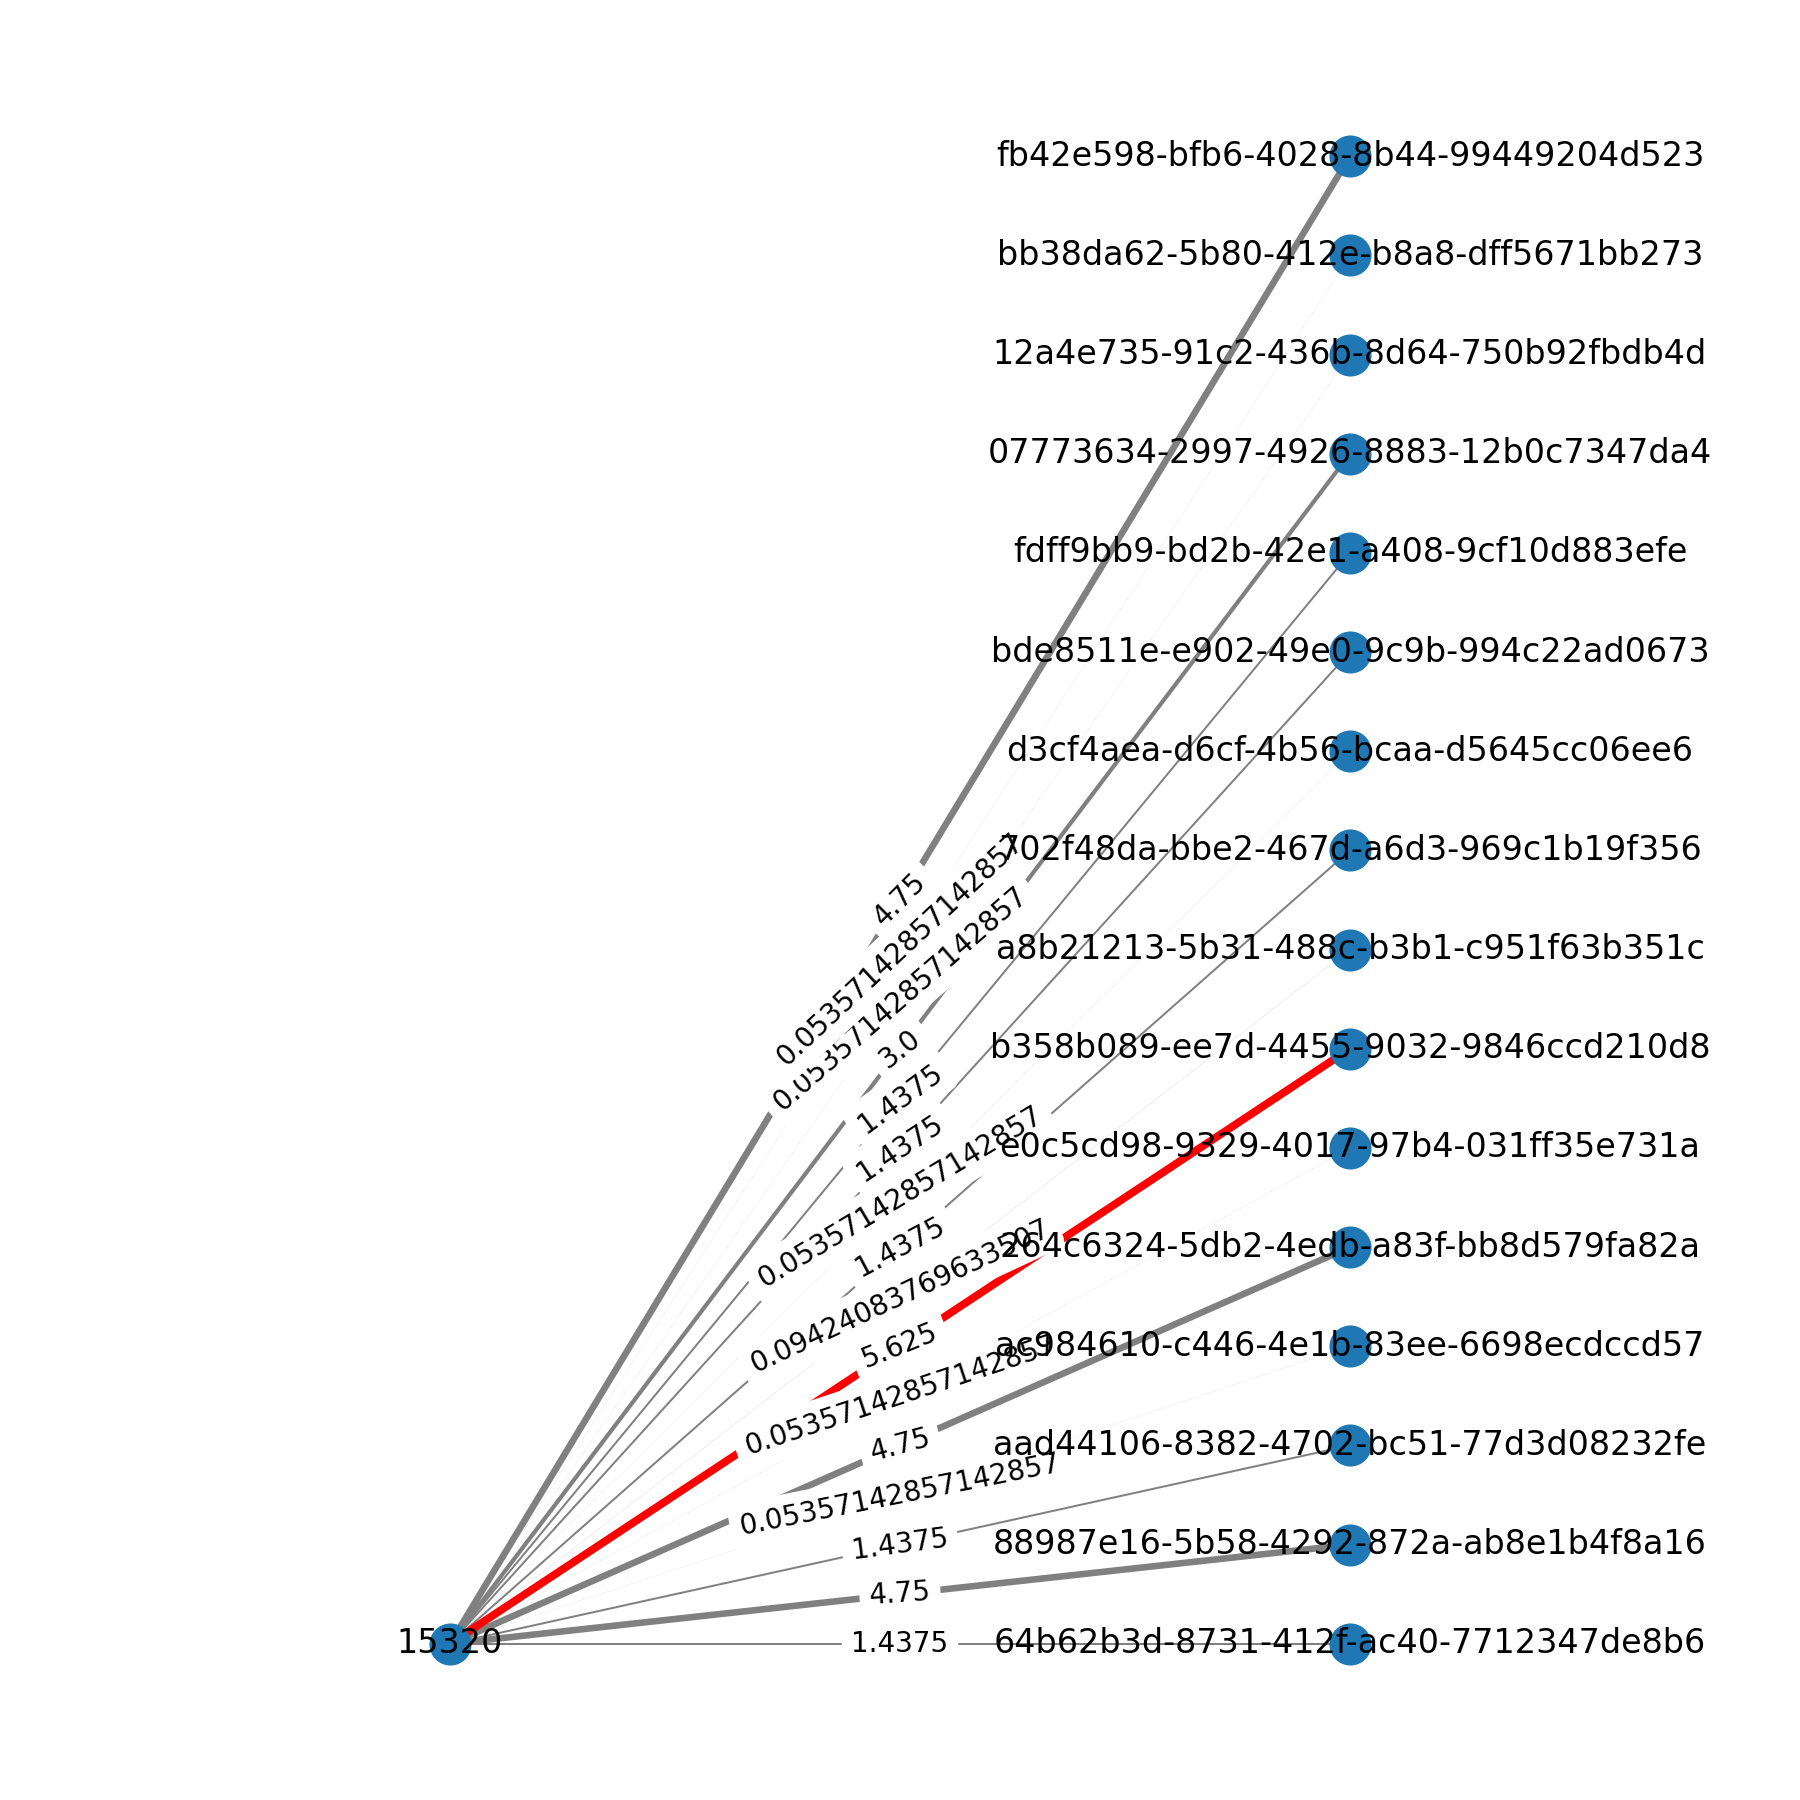 fb42e598-bfb6-4028-8b44-99449204d523
bb38da62-5b80-412e-b8a8-dff5671bb273
12a4e735-91c2-436b-8d64-750b92fbdb4d
07773634-2997-4926-8883-12b0c7347da4
fdff9bb9-bd2b-42e1-a408-9cf10d883efe
bde8511e-e902-49e0-9c9b-994c22ad0673
d3cf4aea-d6cf-4b56-bcaa-d5645cc06ee6
702f48da-bbe2-467d-a6d3-969c1b19f356
a8b21213-5b31-488c-b3b1-c951f63b351c
b358b089-ee7d-4455-9032-9846ccd210d8
e0c5cd98-9329-4017-97b4-031ff35e731a
264c6324-5db2-4edb-a83f-bb8d579fa82a
ac984610-c446-4e1b-83ee-6698ecdccd57
aad44106-8382-4702-bc51-77d3d08232fe
88987e16-5b58-4292-872a-ab8e1b4f8a16
64b62b3d-8731-412f-ac40-7712347de8b6
15320
4.75
0.05357142857142857
0.05357142857142857
3.0
1.4375
1.4375
0.05357142857142857
1.4375
0.09424083769633507
5.625
0.05357142857142857
4.75
0.05357142857142857
1.4375
4.75
1.4375